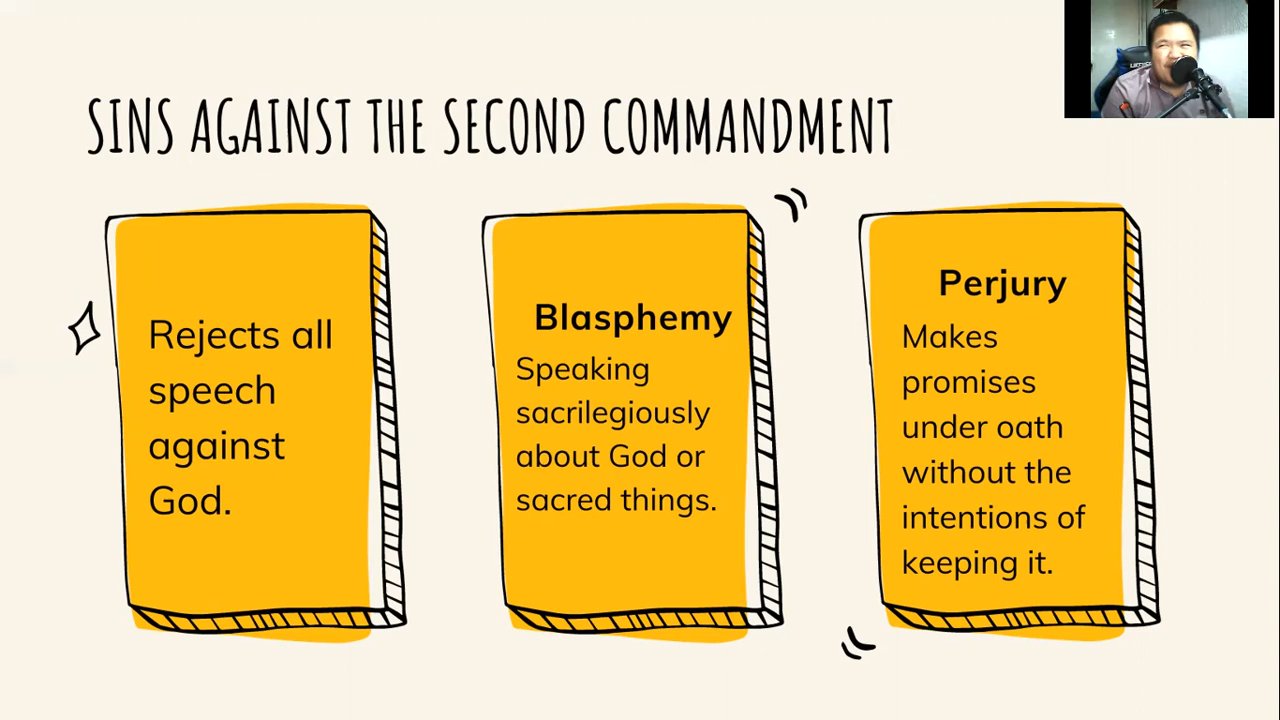 SINS AGAINST THE SECOND COMMANDMENT
Rejects all
speech
against
God.
Blasphemy
Speaking
sacrilegiously
about God or
sacred things.
Perjury
Makes
promises
under oath
without the
intentions of
keeping it.